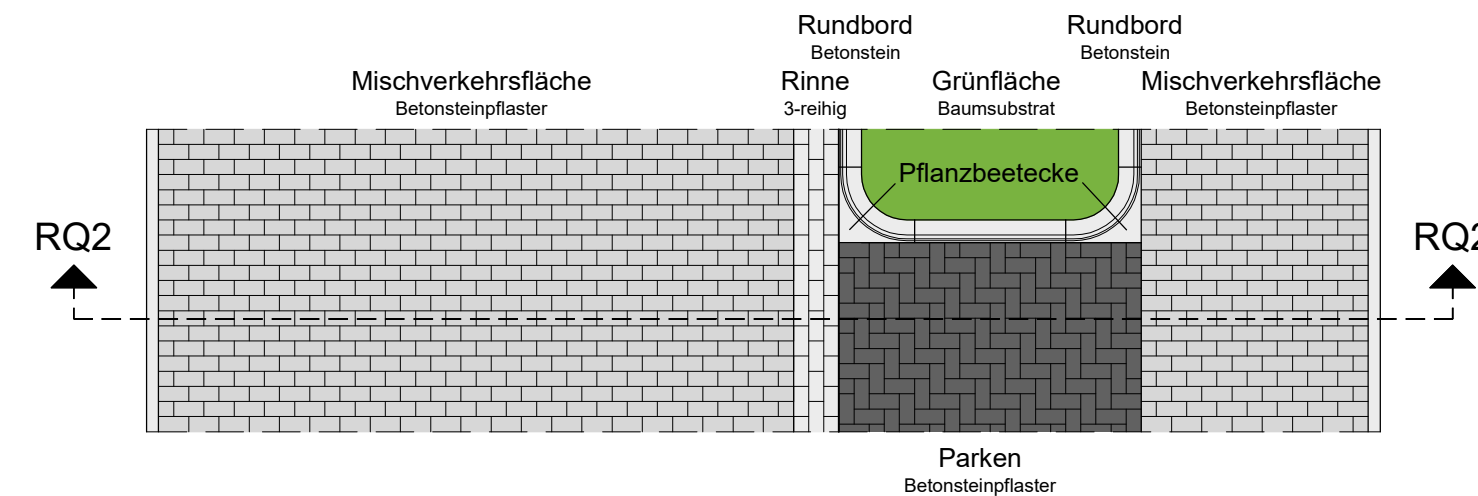 Rundbord
Betonstein
Rundbord
Betonstein
Mischverkehrsfläche
Betonsteinpflaster
Rinne
3-reihig
Grünfläche
Baumsubstrat
Mischverkehrsfläche
Betonsteinpflaster
Pflanzbeetecke
RQ2
RQ2
Parken
Betonsteinpflaster